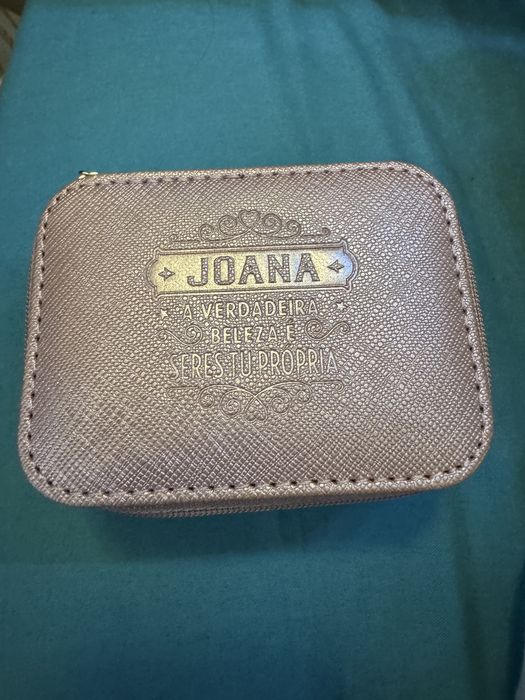 JOANA
A VERDADEIRA
BELEZA É
SERES TU PRÓPRIA